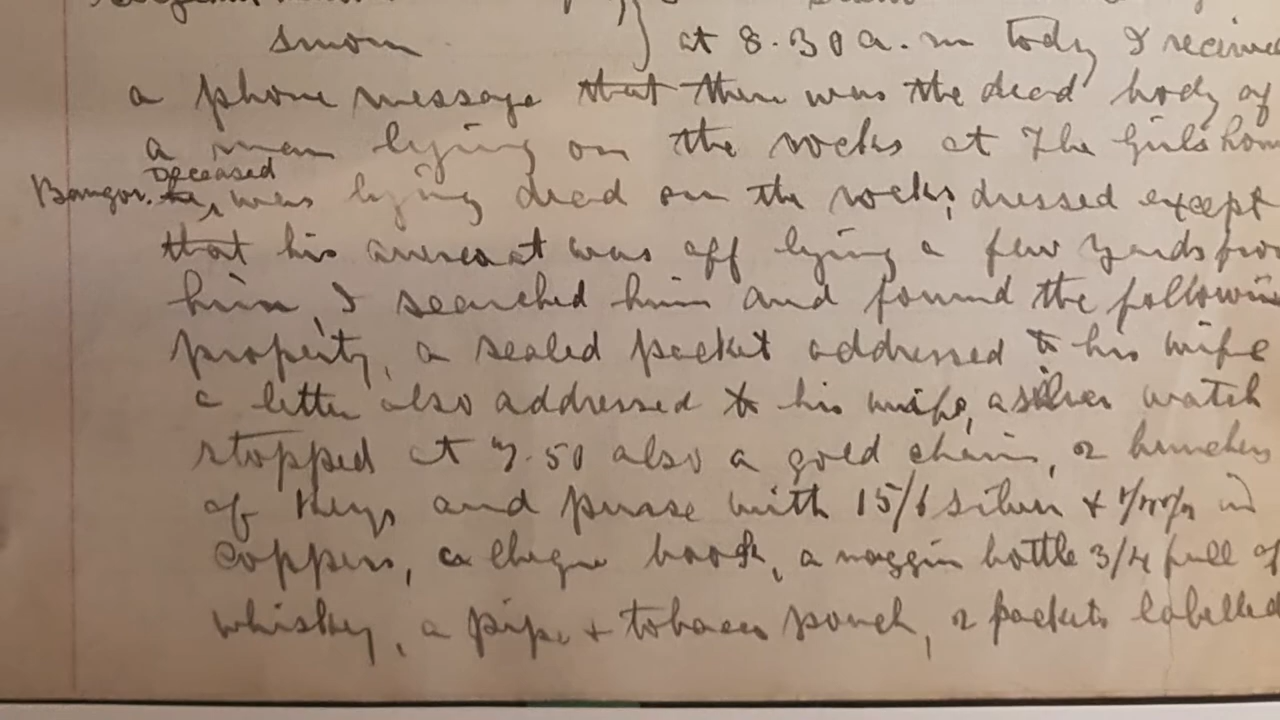 sworn } at 8.30 a.m today I receive
a phone message that there was the dead body of
a man lying on the rocks at The Girls hom
Deceased
Bangor. was lying dead on the rocks, dressed except
that his overcoat was off lying a few yards fro
him, I searched him and found the followin
property, a sealed packet addressed to his wife
a letter also addressed to his wife, a silver watch
stopped at 7.50 also a gold chain, 2 bunches
of keys and purse with 15/6 silver + in
coppers, a cheque book, a noggin bottle 3/4 full of
whiskey, a pipe + tobacco pouch, 2 packets labelled